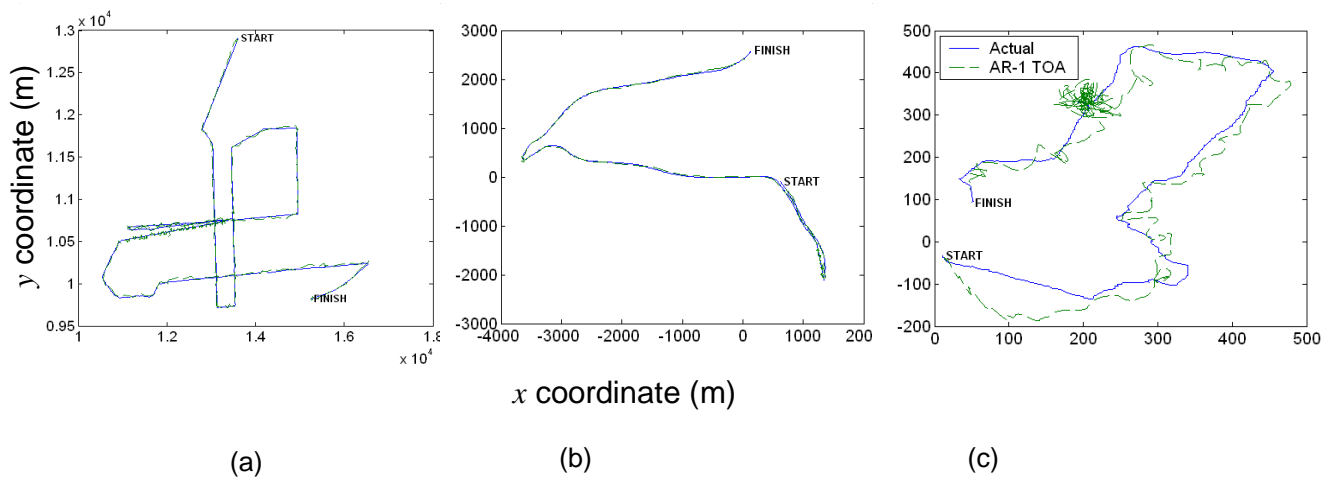 x 10^4
1.3
1.25
1.2
1.15
1.1
1.05
1
0.95
1.0
1.2
1.4
1.6
1.8
x 10^4
START
FINISH
y coordinate (m)
3000
2000
1000
0
-1000
-2000
-3000
-4000
-3000
-2000
-1000
0
1000
200
FINISH
START
500
400
300
200
100
0
-100
-200
0
100
200
300
400
500
Actual
AR-1 TOA
FINISH
START
x coordinate (m)
(a)
(b)
(c)